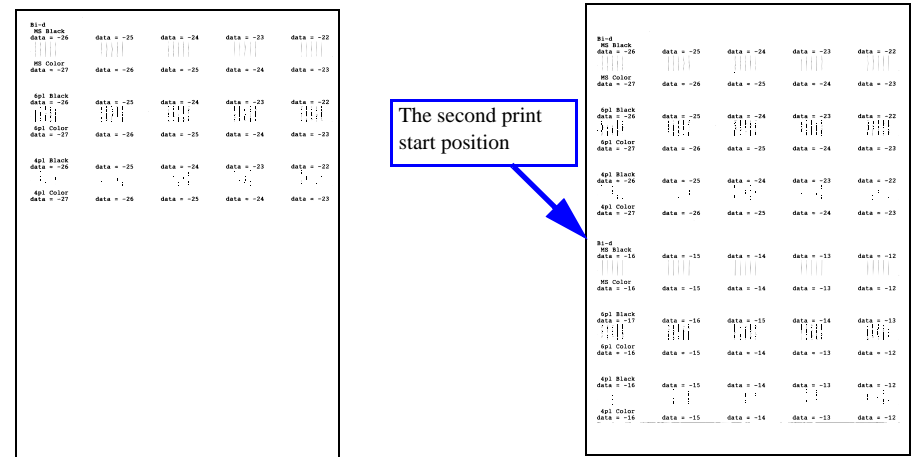 Bi-d
MS Black
data = -26 data = -25 data = -24 data = -23 data = -22
MS Color
data = -27 data = -26 data = -25 data = -24 data = -23
6pl Black
data = -26 data = -25 data = -24 data = -23 data = -22
6pl Color
data = -27 data = -26 data = -25 data = -24 data = -23
4pl Black
data = -26 data = -25 data = -24 data = -23 data = -22
4pl Color
data = -27 data = -26 data = -25 data = -24 data = -23
The second print
start position
Bi-d
MS Black
data = -26 data = -25 data = -24 data = -23 data = -22
MS Color
data = -27 data = -26 data = -25 data = -24 data = -23
6pl Black
data = -26 data = -25 data = -24 data = -23 data = -22
6pl Color
data = -27 data = -26 data = -25 data = -24 data = -23
4pl Black
data = -26 data = -25 data = -24 data = -23 data = -22
4pl Color
data = -27 data = -26 data = -25 data = -24 data = -23
Bi-d
MS Black
data = -16 data = -15 data = -14 data = -13 data = -12
MS Color
data = -16 data = -15 data = -14 data = -13 data = -12
6pl Black
data = -17 data = -16 data = -15 data = -14 data = -13
6pl Color
data = -16 data = -15 data = -14 data = -13 data = -12
4pl Black
data = -16 data = -15 data = -14 data = -13 data = -12
4pl Color
data = -16 data = -15 data = -14 data = -13 data = -12